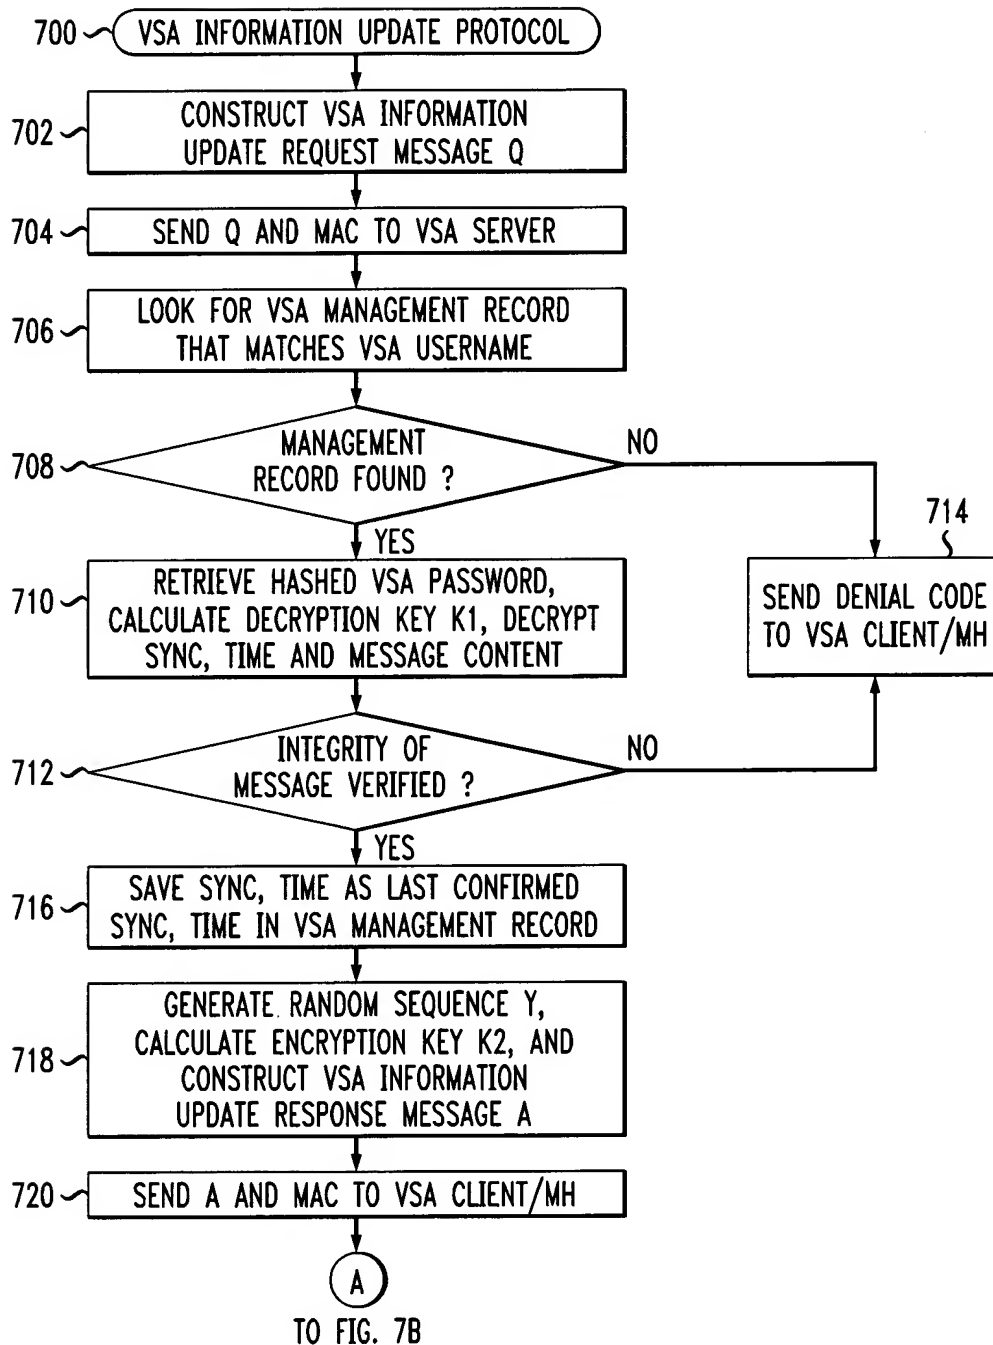 700 VSA INFORMATION UPDATE PROTOCOL
702 CONSTRUCT VSA INFORMATION
UPDATE REQUEST MESSAGE Q
704 SEND Q AND MAC TO VSA SERVER
706 LOOK FOR VSA MANAGEMENT RECORD
THAT MATCHES VSA USERNAME
708 MANAGEMENT
RECORD FOUND ?
NO
YES
710 RETRIEVE HASHED VSA PASSWORD,
CALCULATE DECRYPTION KEY K1, DECRYPT
SYNC, TIME AND MESSAGE CONTENT
714
SEND DENIAL CODE
TO VSA CLIENT/MH
712 INTEGRITY OF
MESSAGE VERIFIED ?
NO
YES
716 SAVE SYNC, TIME AS LAST CONFIRMED
SYNC, TIME IN VSA MANAGEMENT RECORD
718 GENERATE RANDOM SEQUENCE Y,
CALCULATE ENCRYPTION KEY K2, AND
CONSTRUCT VSA INFORMATION
UPDATE RESPONSE MESSAGE A
720 SEND A AND MAC TO VSA CLIENT/MH
A
TO FIG. 7B